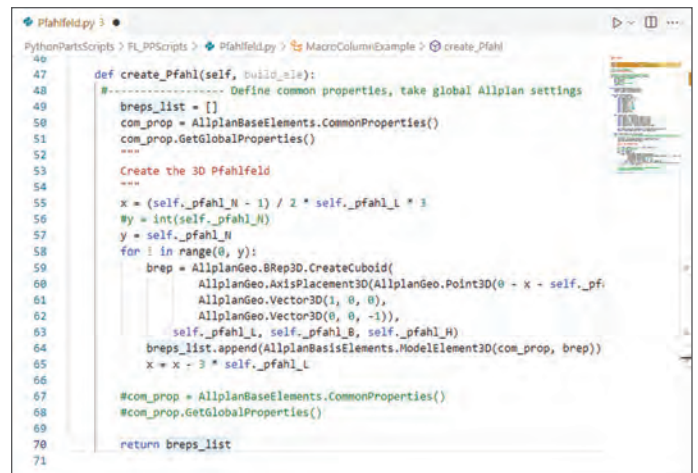 Pfahlfeld.py 3 ●
PythonPartsScripts > FL_PPScripts > Pfahlfeld.py > MacroColumnExample > create_Pfahl
46
47 def create_Pfahl(self, build_ele):
48 #------------------ Define common properties, take global Allplan settings
49 breps_list = []
50 com_prop = AllplanBaseElements.CommonProperties()
51 com_prop.GetGlobalProperties()
52 """
53 Create the 3D Pfahlfeld
54 """
55 x = (self._pfahl_N - 1) / 2 * self._pfahl_L * 3
56 #y = int(self._pfahl_N)
57 y = self._pfahl_N
58 for i in range(0, y):
59 brep = AllplanGeo.BRep3D.CreateCuboid(
60 AllplanGeo.AxisPlacement3D(AllplanGeo.Point3D(0 - x - self._pf
61 AllplanGeo.Vector3D(1, 0, 0),
62 AllplanGeo.Vector3D(0, 0, -1)),
63 self._pfahl_L, self._pfahl_B, self._pfahl_H)
64 breps_list.append(AllplanBasisElements.ModelElement3D(com_prop, brep))
65 x = x - 3 * self._pfahl_L
66
67 #com_prop = AllplanBaseElements.CommonProperties()
68 #com_prop.GetGlobalProperties()
69
70 return breps_list
71